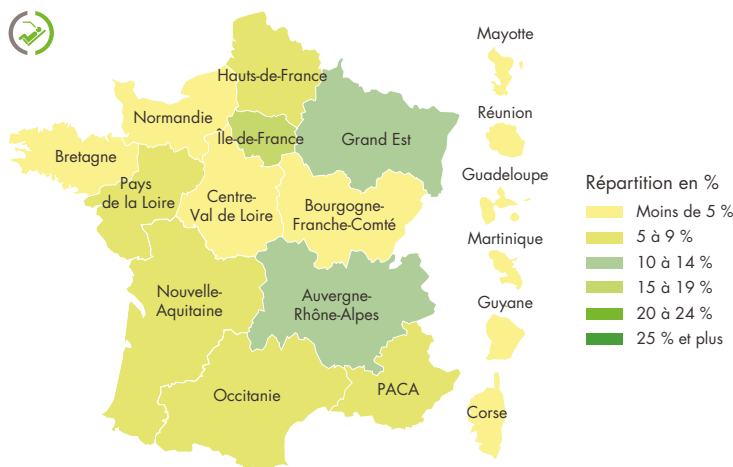 Hauts-de-France
Normandie
Île-de-France
Grand Est
Bretagne
Pays
de la Loire
Centre-
Val de Loire
Bourgogne-
Franche-Comté
Nouvelle-
Aquitaine
Auvergne-
Rhône-Alpes
Occitanie
PACA
Mayotte
Réunion
Guadeloupe
Martinique
Guyane
Corse
Répartition en %
Moins de 5 %
5 à 9 %
10 à 14 %
15 à 19 %
20 à 24 %
25 % et plus